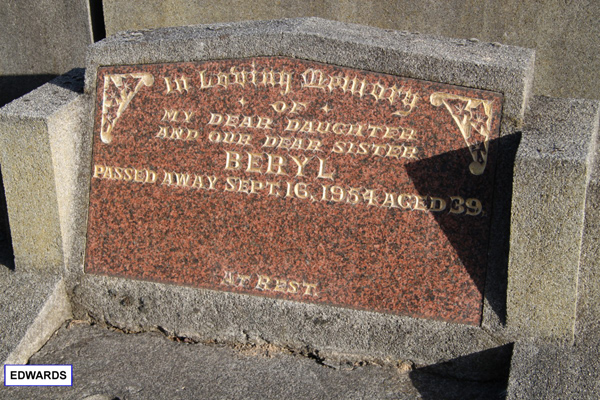 In Loving Memory
OF
MY DEAR DAUGHTER
AND OUR DEAR SISTER
BERYL
PASSED AWAY SEPT. 16, 1954 AGED 39.
AT REST.
EDWARDS